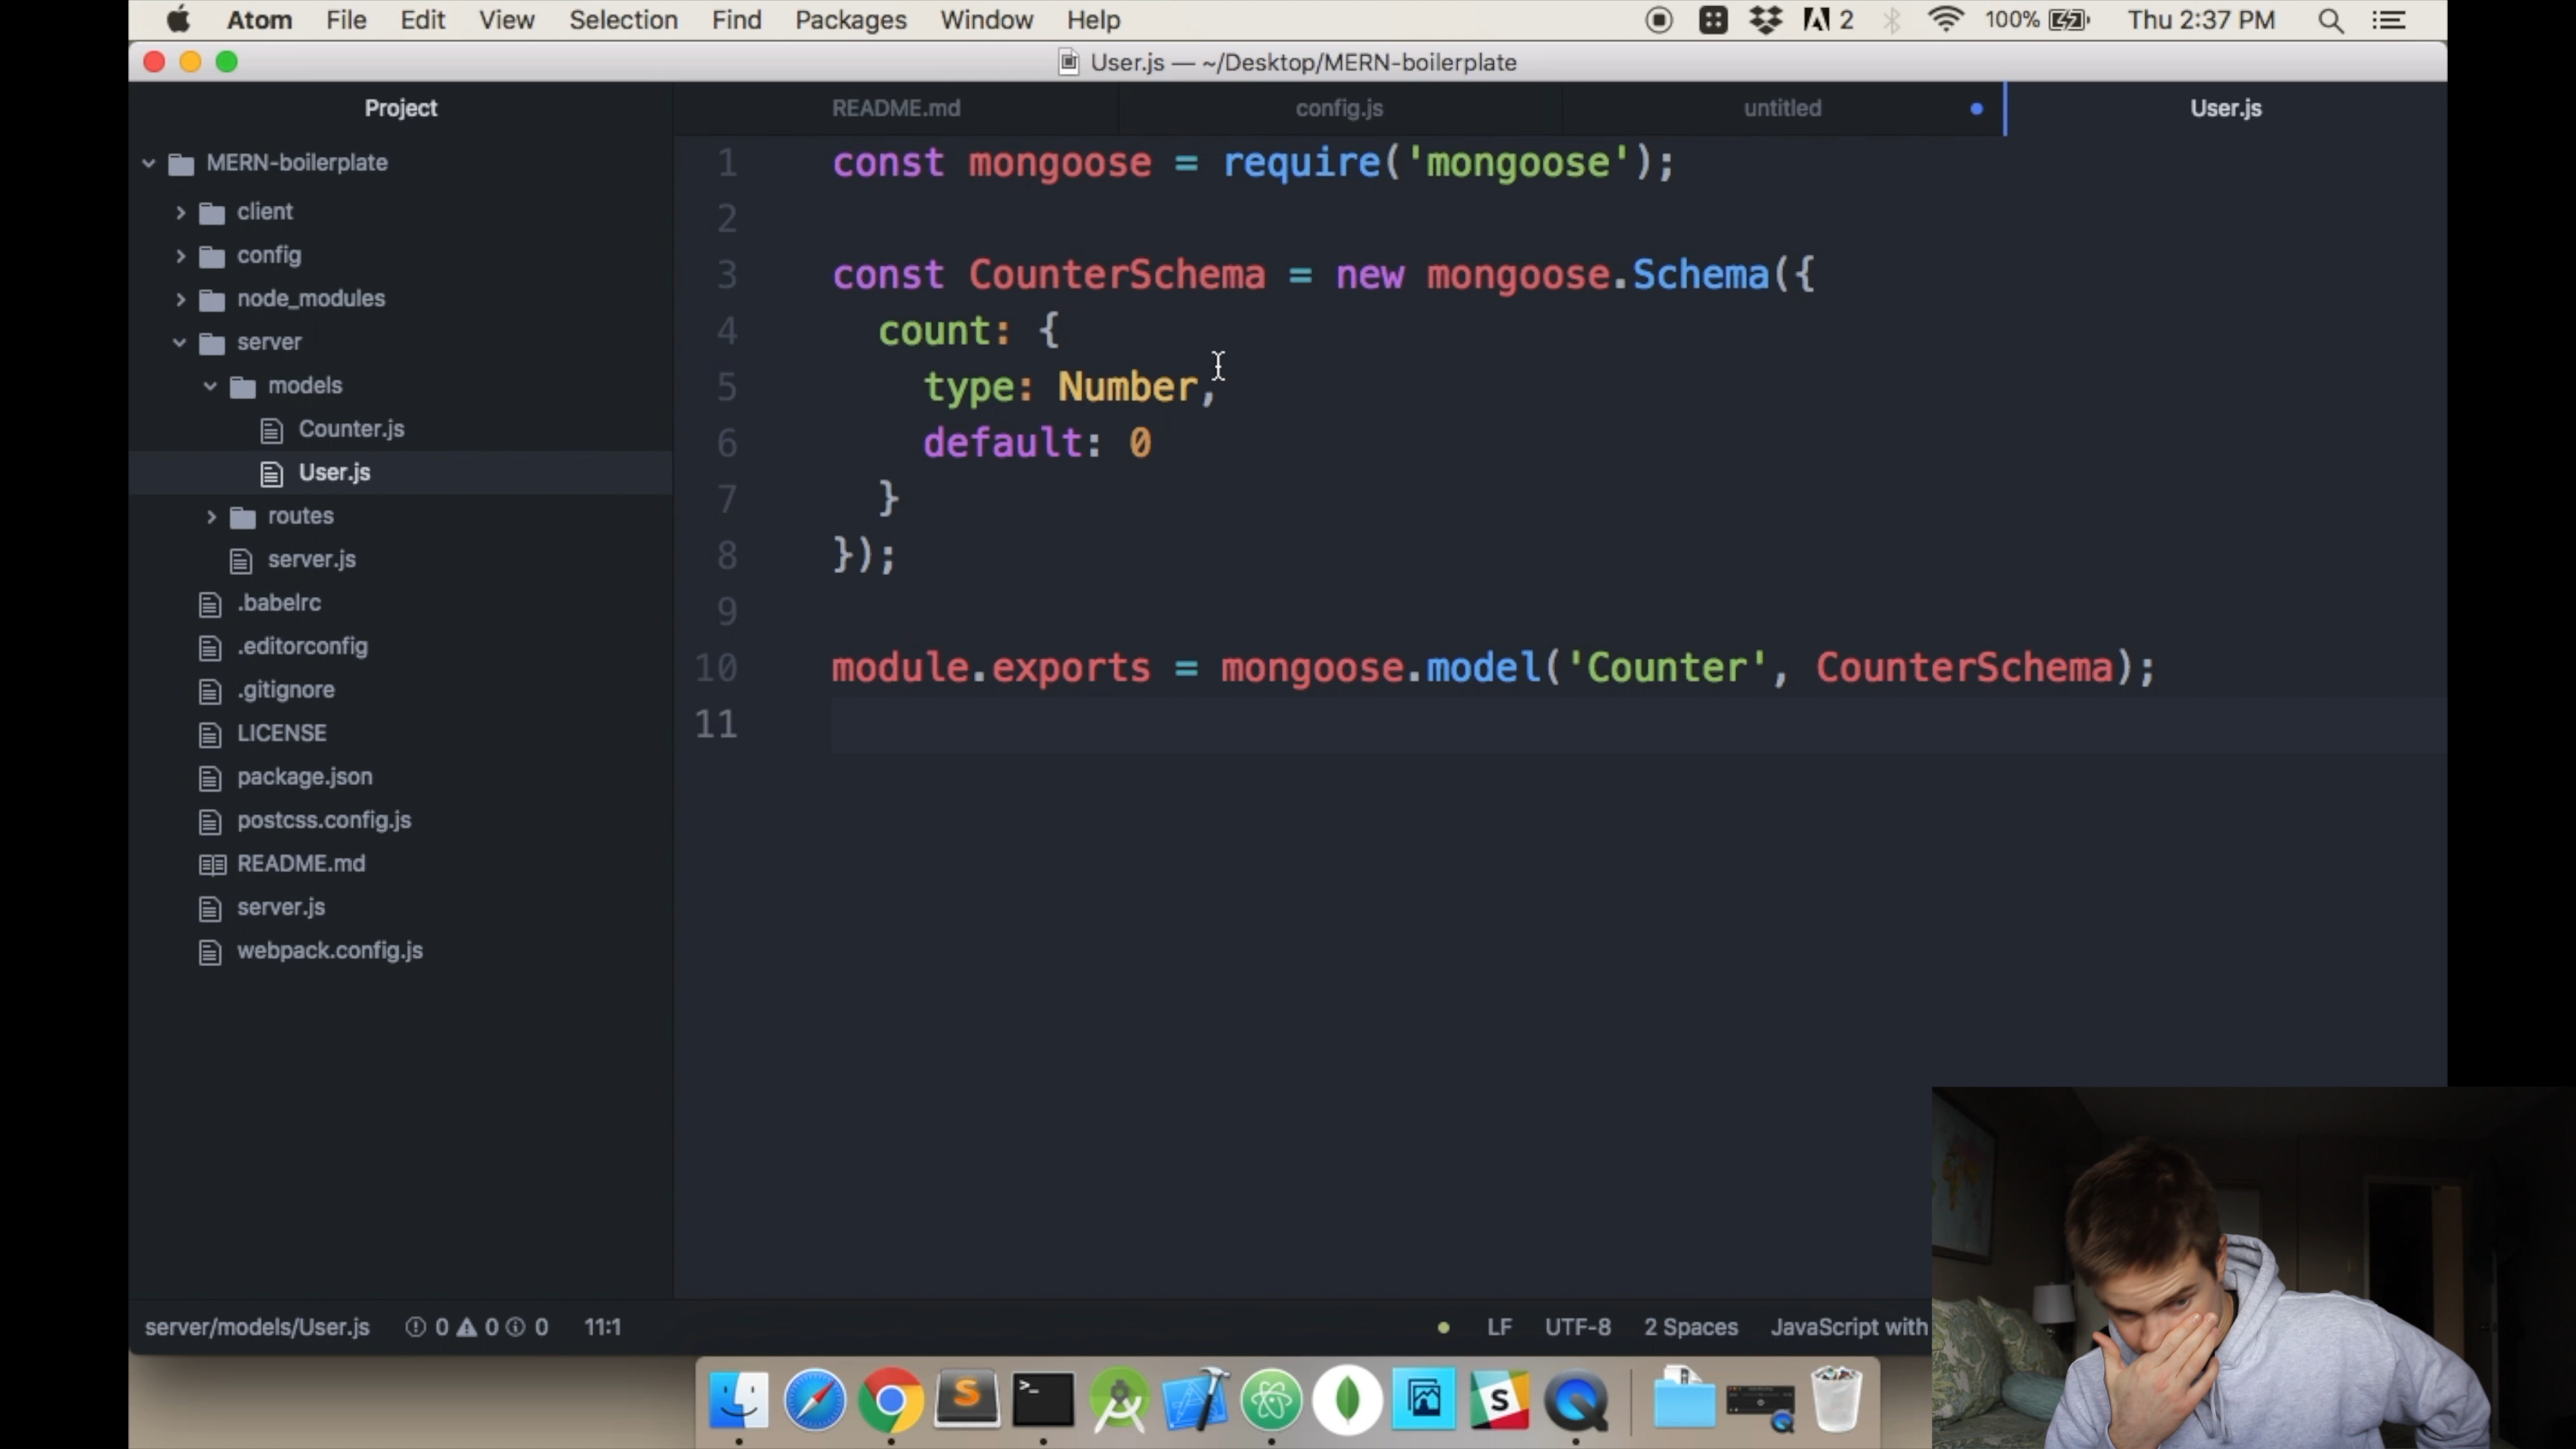 Atom File Edit View Selection Find Packages Window Help 2 100% Thu 2:37 PM
User.js — ~/Desktop/MERN-boilerplate
Project
README.md config.js untitled User.js
MERN-boilerplate
client
config
node_modules
server
models
Counter.js
User.js
routes
server.js
.babelrc
.editorconfig
.gitignore
LICENSE
package.json
postcss.config.js
README.md
server.js
webpack.config.js
1 const mongoose = require('mongoose');
2
3 const CounterSchema = new mongoose.Schema({
4 count: {
5 type: Number,
6 default: 0
7 }
8 });
9
10 module.exports = mongoose.model('Counter', CounterSchema);
11
server/models/User.js 0 0 0 11:1 LF UTF-8 2 Spaces JavaScript with
S >_ S